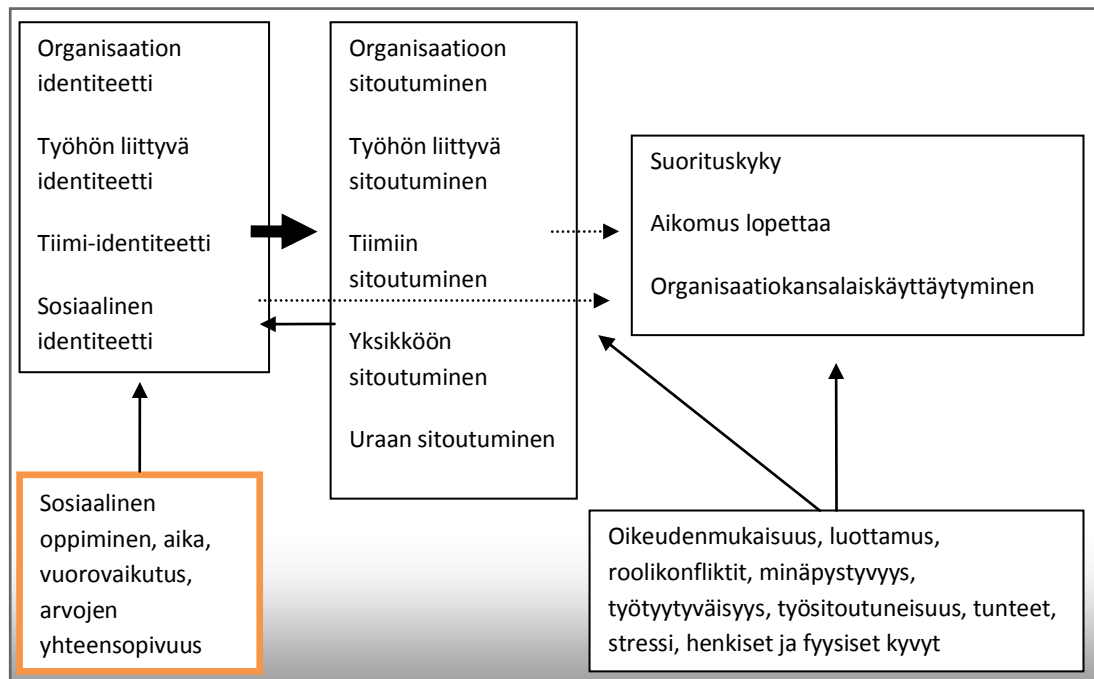 Organisaation
identiteetti
Työhön liittyvä
identiteetti
Tiimi-identiteetti
Sosiaalinen
identiteetti
Organisaatioon
sitoutuminen
Työhön liittyvä
sitoutuminen
Tiimiin
sitoutuminen
Yksikköön
sitoutuminen
Uraan sitoutuminen
Suorituskyky
Aikomus lopettaa
Organisaatiokansalaiskäyttäytyminen
Sosiaalinen
oppiminen, aika,
vuorovaikutus,
arvojen
yhteensopivuus
Oikeudenmukaisuus, luottamus,
roolikonfliktit, minäpystyvyys,
työtyytyväisyys, työsitoutuneisuus, tunteet,
stressi, henkiset ja fyysiset kyvyt